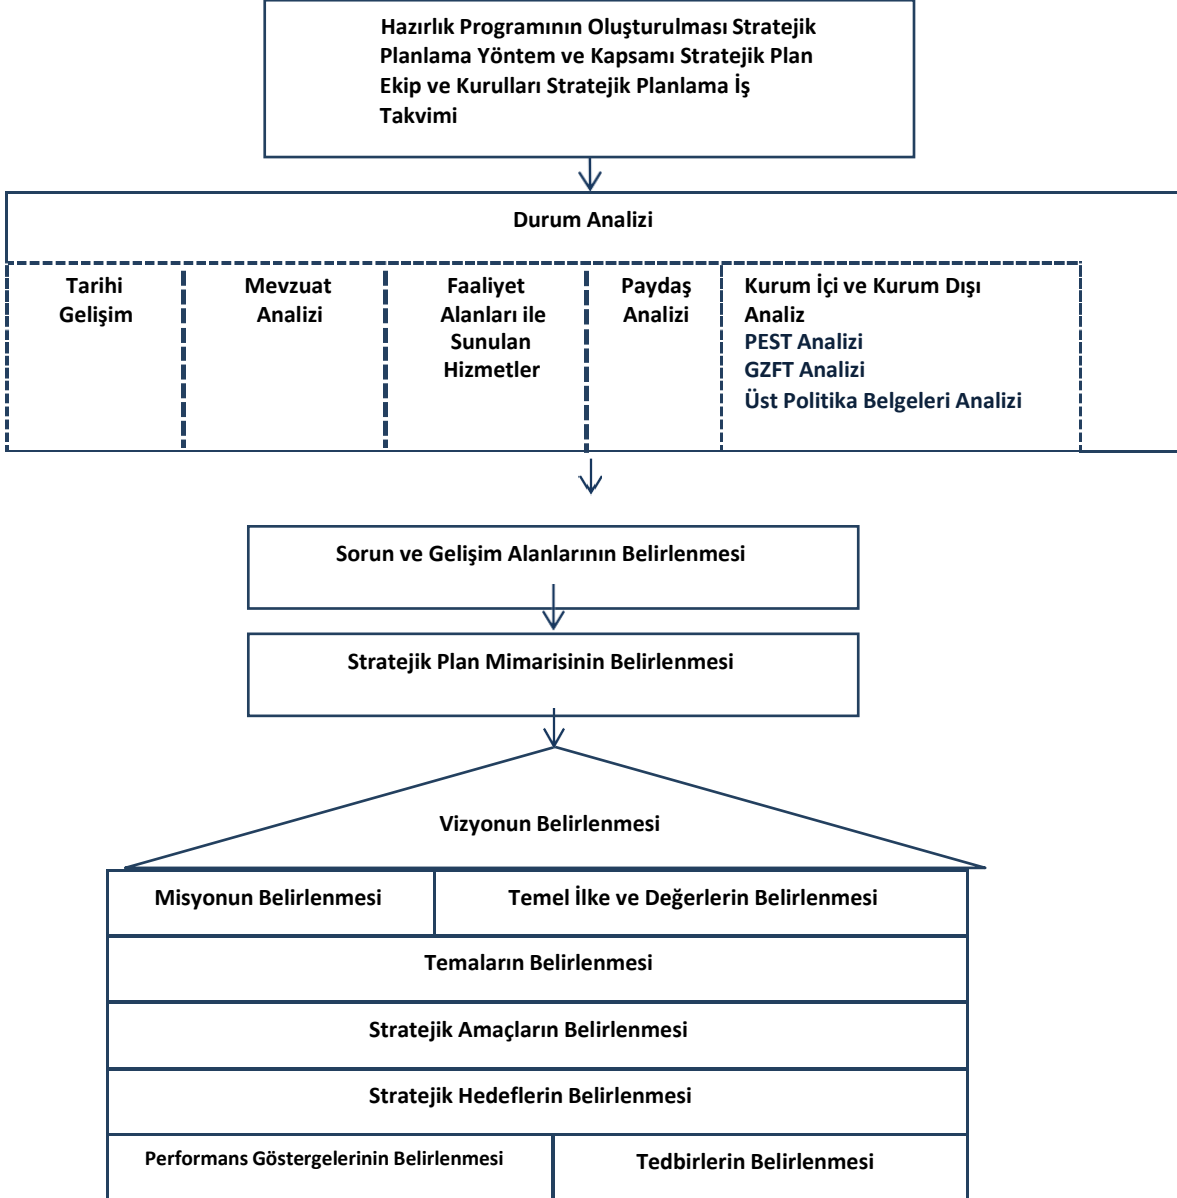 Hazırlık Programının Oluşturulması Stratejik
Planlama Yöntem ve Kapsamı Stratejik Plan
Ekip ve Kurulları Stratejik Planlama İş
Takvimi
Durum Analizi
Tarihi
Gelişim
Mevzuat
Analizi
Faaliyet
Alanları ile
Sunulan
Hizmetler
Paydaş
Analizi
Kurum İçi ve Kurum Dışı
Analiz
PEST Analizi
GZFT Analizi
Üst Politika Belgeleri Analizi
Sorun ve Gelişim Alanlarının Belirlenmesi
Stratejik Plan Mimarisinin Belirlenmesi
Vizyonun Belirlenmesi
Misyonun Belirlenmesi
Temel İlke ve Değerlerin Belirlenmesi
Temaların Belirlenmesi
Stratejik Amaçların Belirlenmesi
Stratejik Hedeflerin Belirlenmesi
Performans Göstergelerinin Belirlenmesi
Tedbirlerin Belirlenmesi